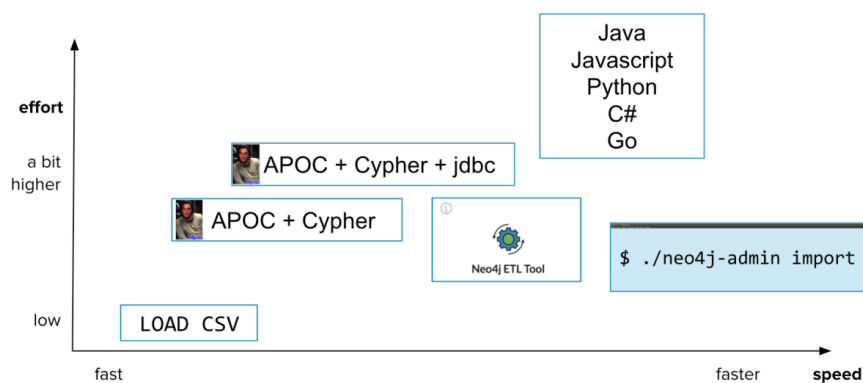 Java
Javascript
Python
C#
Go
effort
a bit
higher
APOC + Cypher + jdbc
APOC + Cypher
Neo4j ETL Tool
$ ./neo4j-admin import
low
LOAD CSV
fast
faster
speed